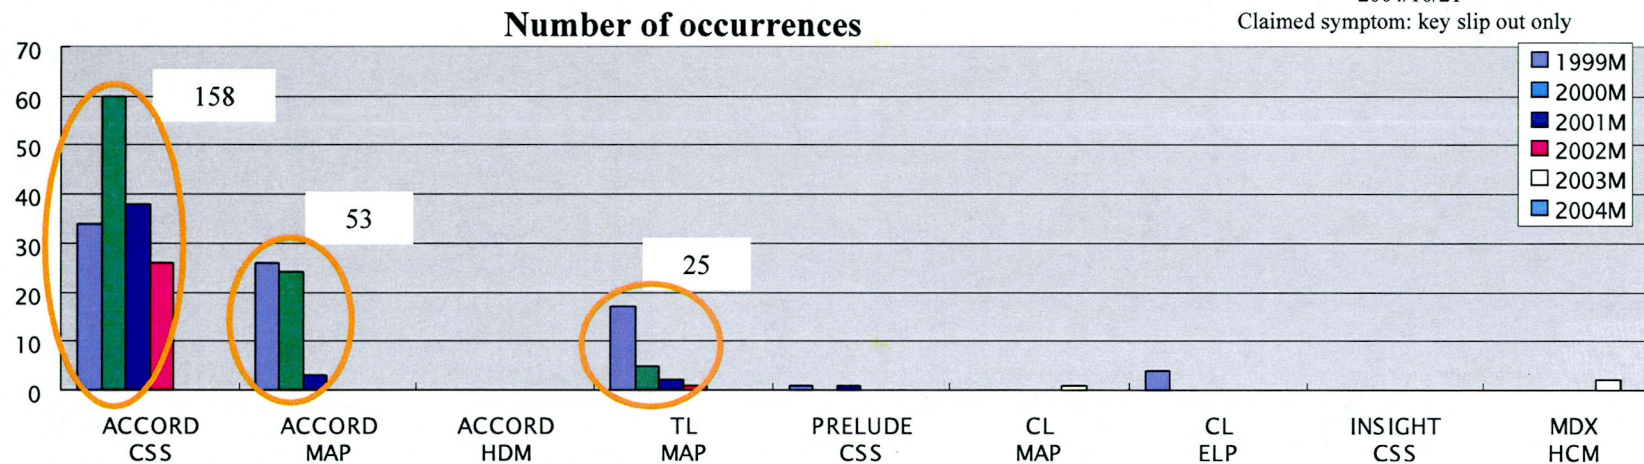 Number of occurrences
Claimed symptom: key slip out only
70
60
50
40
30
20
10
0
158
53
25
1999M
2000M
2001M
2002M
2003M
2004M
ACCORD CSS
ACCORD MAP
ACCORD HDM
TL MAP
PRELUDE CSS
CL MAP
CL ELP
INSIGHT CSS
MDX HCM